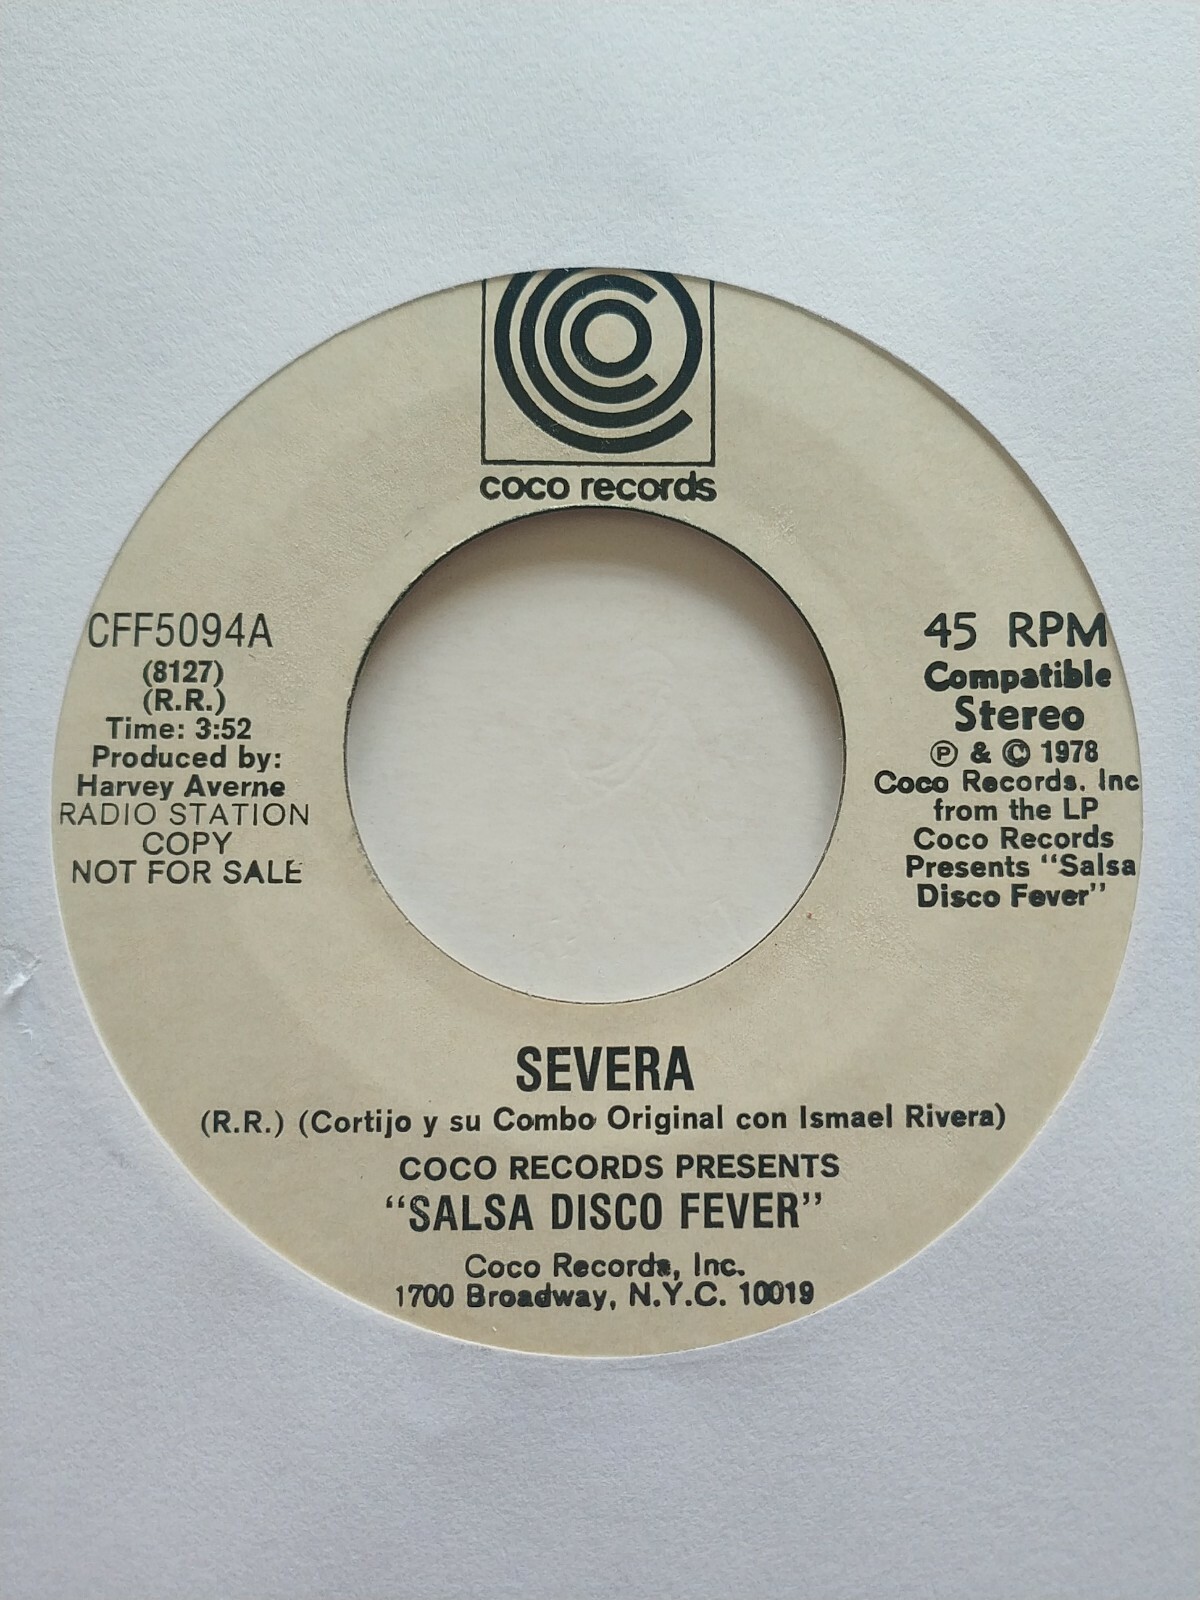 coco records
CFF5094A
(8127)
(R.R.)
Time: 3:52
Produced by:
Harvey Averne
RADIO STATION
COPY
NOT FOR SALE
45 RPM
Compatible
Stereo
Ⓟ & © 1978
Coco Records. Inc
from the LP
Coco Records
Presents “Salsa
Disco Fever”
SEVERA
(R.R.) (Cortijo y su Combo Original con Ismael Rivera)
COCO RECORDS PRESENTS
“SALSA DISCO FEVER”
Coco Records, Inc.
1700 Broadway, N.Y.C. 10019